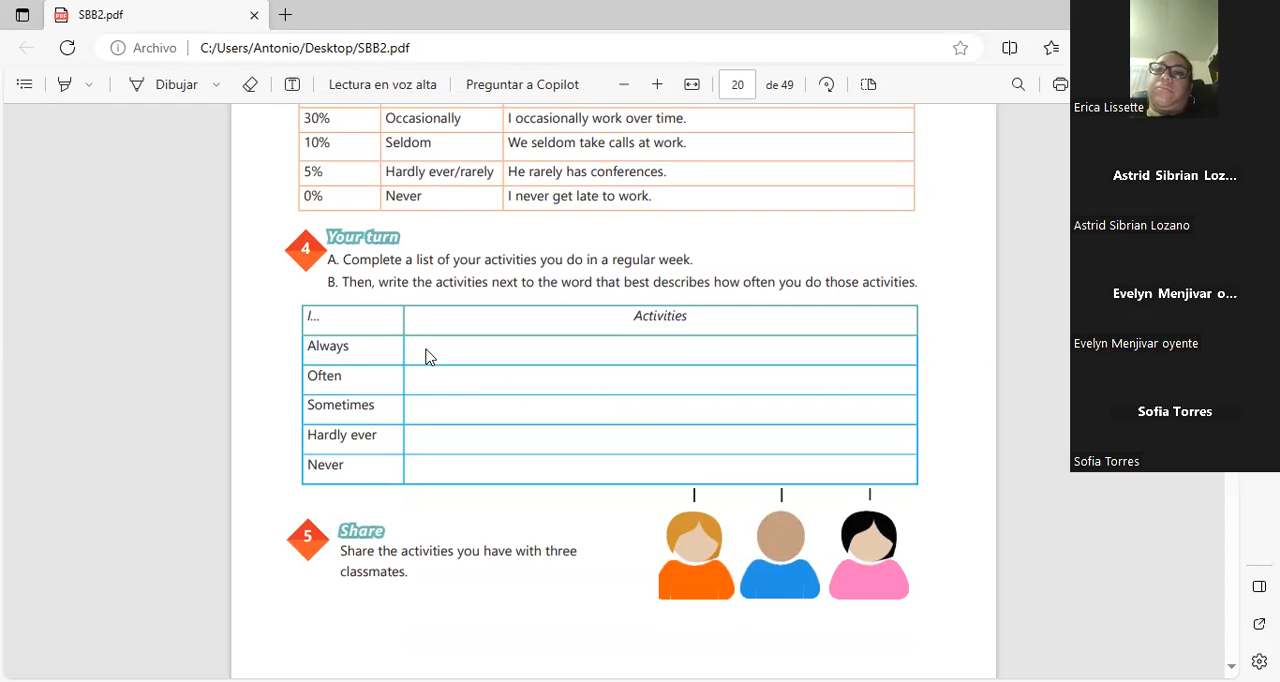 SBB2.pdf
Archivo
C:/Users/Antonio/Desktop/SBB2.pdf
Dibujar
Lectura en voz alta
Preguntar a Copilot
20
de 49
30% Occasionally I occasionally work over time.
10% Seldom We seldom take calls at work.
5% Hardly ever/rarely He rarely has conferences.
0% Never I never get late to work.
4 Your turn
A. Complete a list of your activities you do in a regular week.
B. Then, write the activities next to the word that best describes how often you do those activities.
I... Activities
Always
Often
Sometimes
Hardly ever
Never
5 Share
Share the activities you have with three
classmates.
Erica Lissette
Astrid Sibrian Loz...
Astrid Sibrian Lozano
Evelyn Menjivar o...
Evelyn Menjivar oyente
Sofia Torres
Sofia Torres